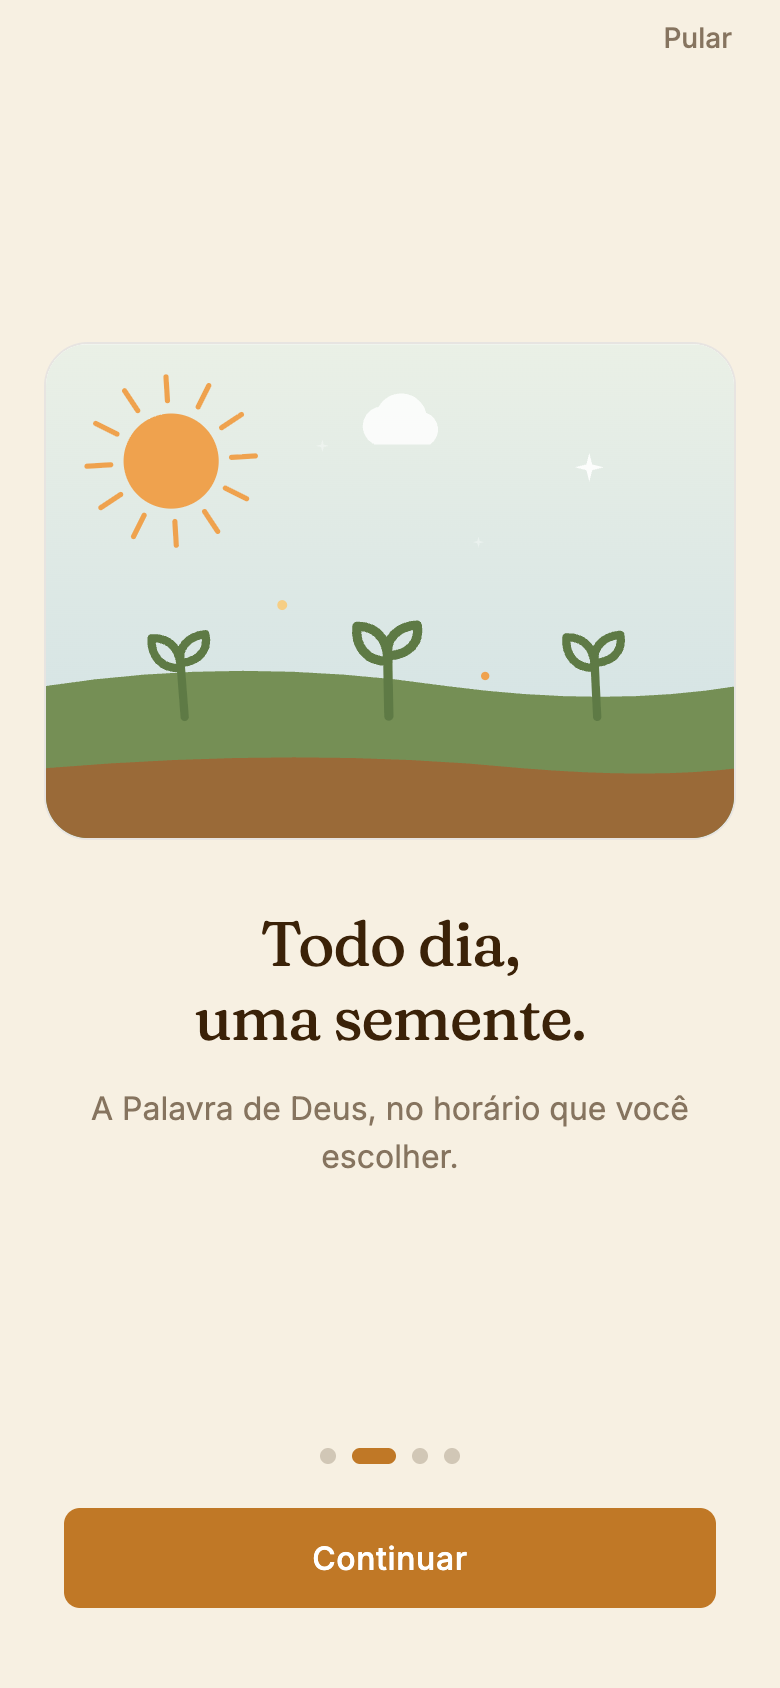 Pular
Todo dia,
uma semente.
A Palavra de Deus, no horário que você
escolher.
Continuar